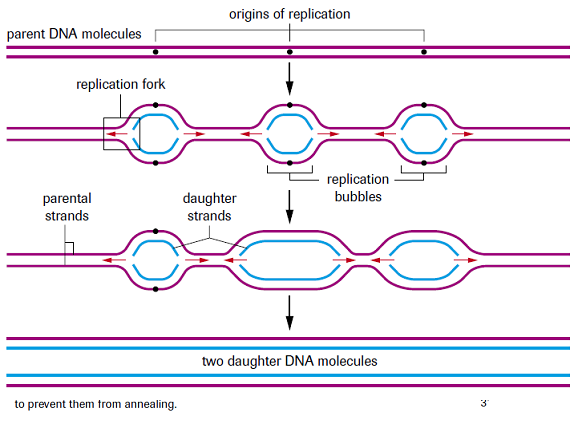 origins of replication
parent DNA molecules
replication fork
replication
bubbles
parental
strands
daughter
strands
two daughter DNA molecules
to prevent them from annealing.
3'